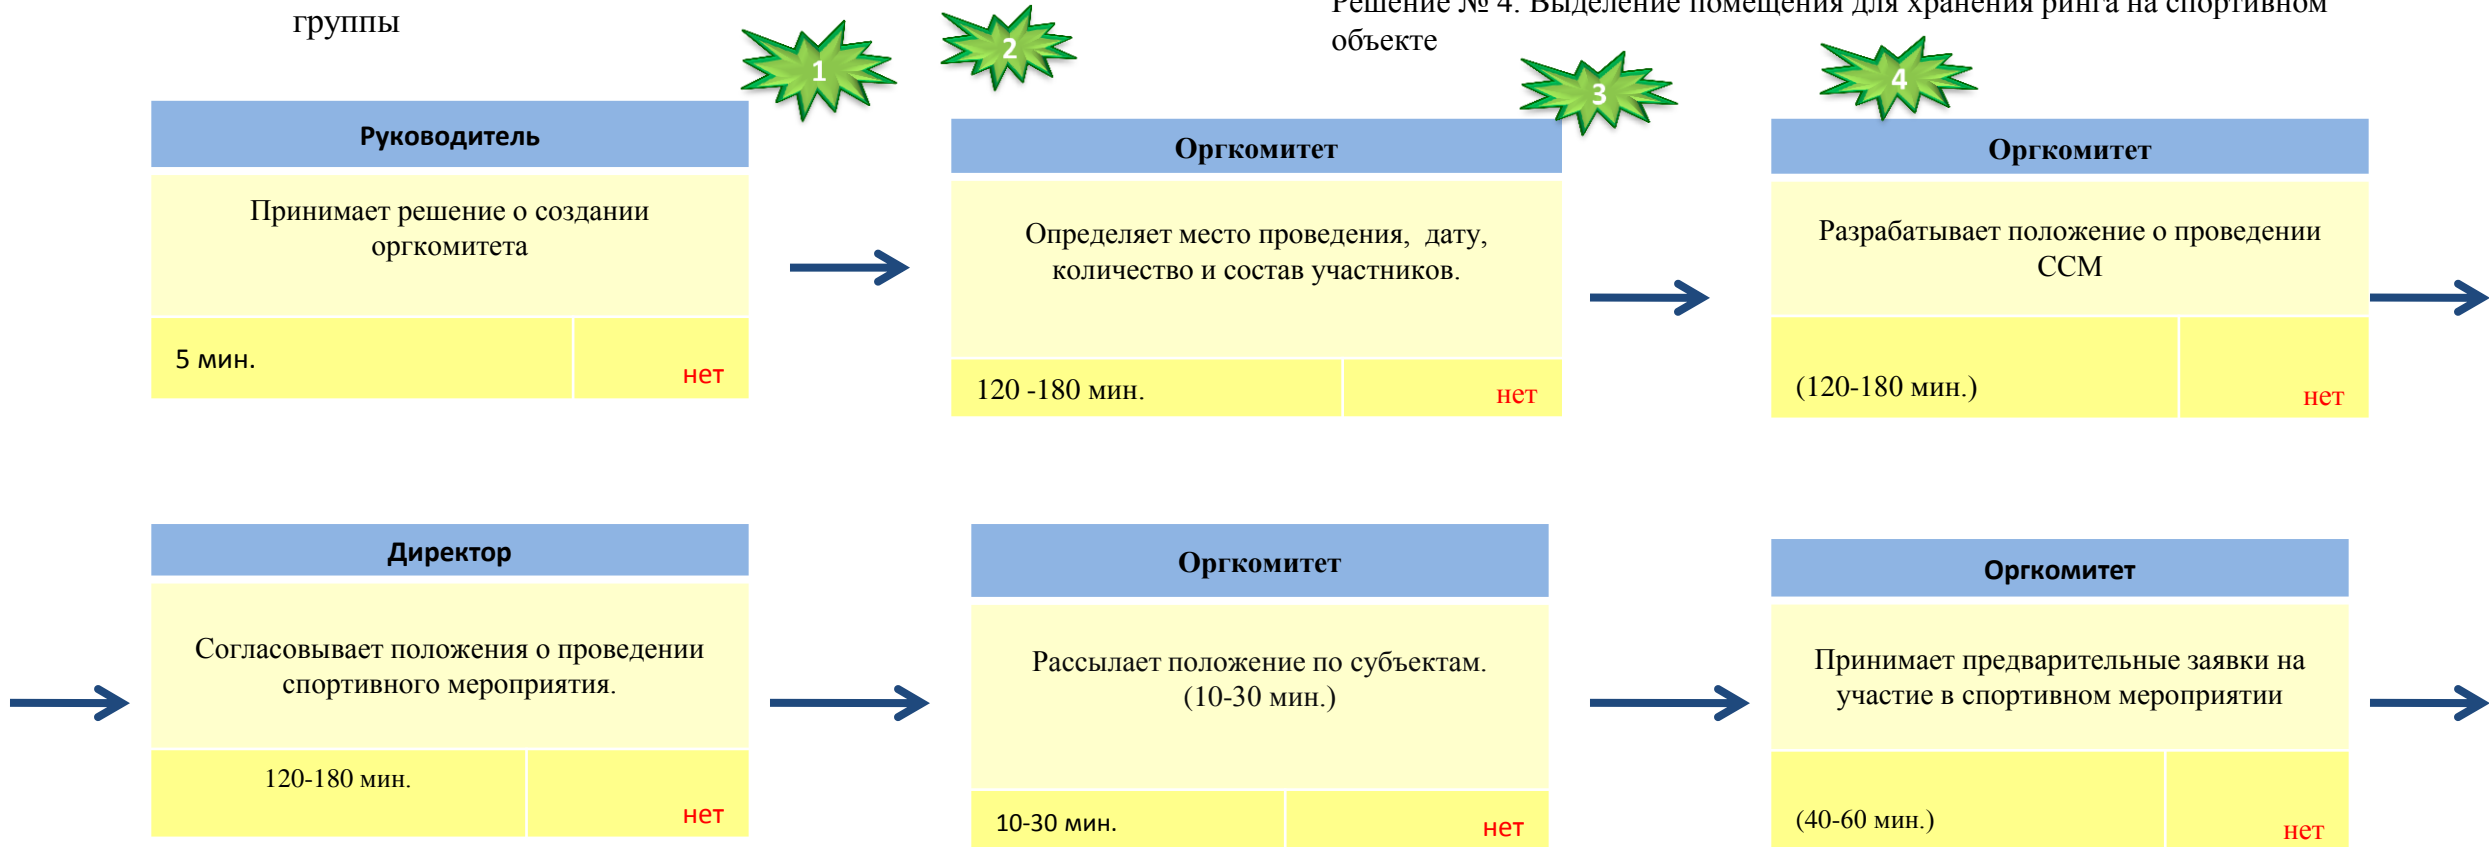 группы
Решение № 4. Выделение помещения для хранения ринга на спортивном
объекте
1
2
3
4
Руководитель
Принимает решение о создании
оргкомитета
5 мин.
нет
Оргкомитет
Определяет место проведения, дату,
количество и состав участников.
120 -180 мин.
нет
Оргкомитет
Разрабатывает положение о проведении
ССМ
(120-180 мин.)
нет
Директор
Согласовывает положения о проведении
спортивного мероприятия.
120-180 мин.
нет
Оргкомитет
Рассылает положение по субъектам.
(10-30 мин.)
10-30 мин.
нет
Оргкомитет
Принимает предварительные заявки на
участие в спортивном мероприятии
(40-60 мин.)
нет